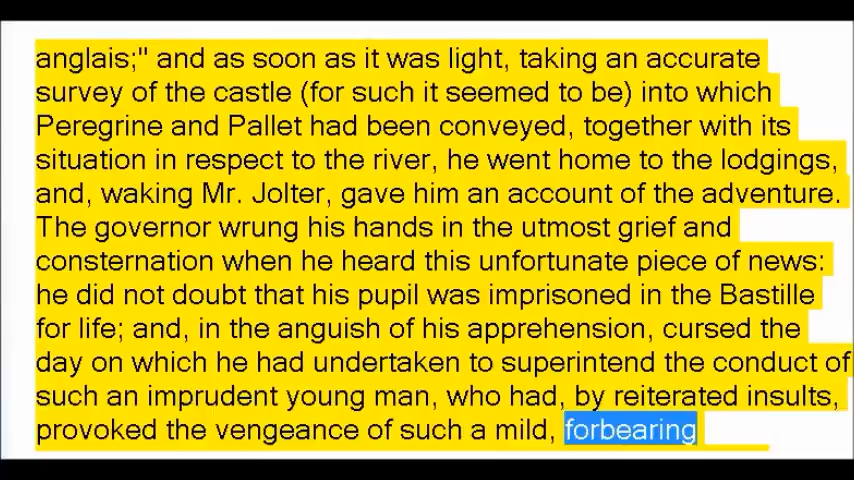 anglais;" and as soon as it was light, taking an accurate
survey of the castle (for such it seemed to be) into which
Peregrine and Pallet had been conveyed, together with its
situation in respect to the river, he went home to the lodgings,
and, waking Mr. Jolter, gave him an account of the adventure.
The governor wrung his hands in the utmost grief and
consternation when he heard this unfortunate piece of news:
he did not doubt that his pupil was imprisoned in the Bastille
for life; and, in the anguish of his apprehension, cursed the
day on which he had undertaken to superintend the conduct of
such an imprudent young man, who had, by reiterated insults,
provoked the vengeance of such a mild, forbearing